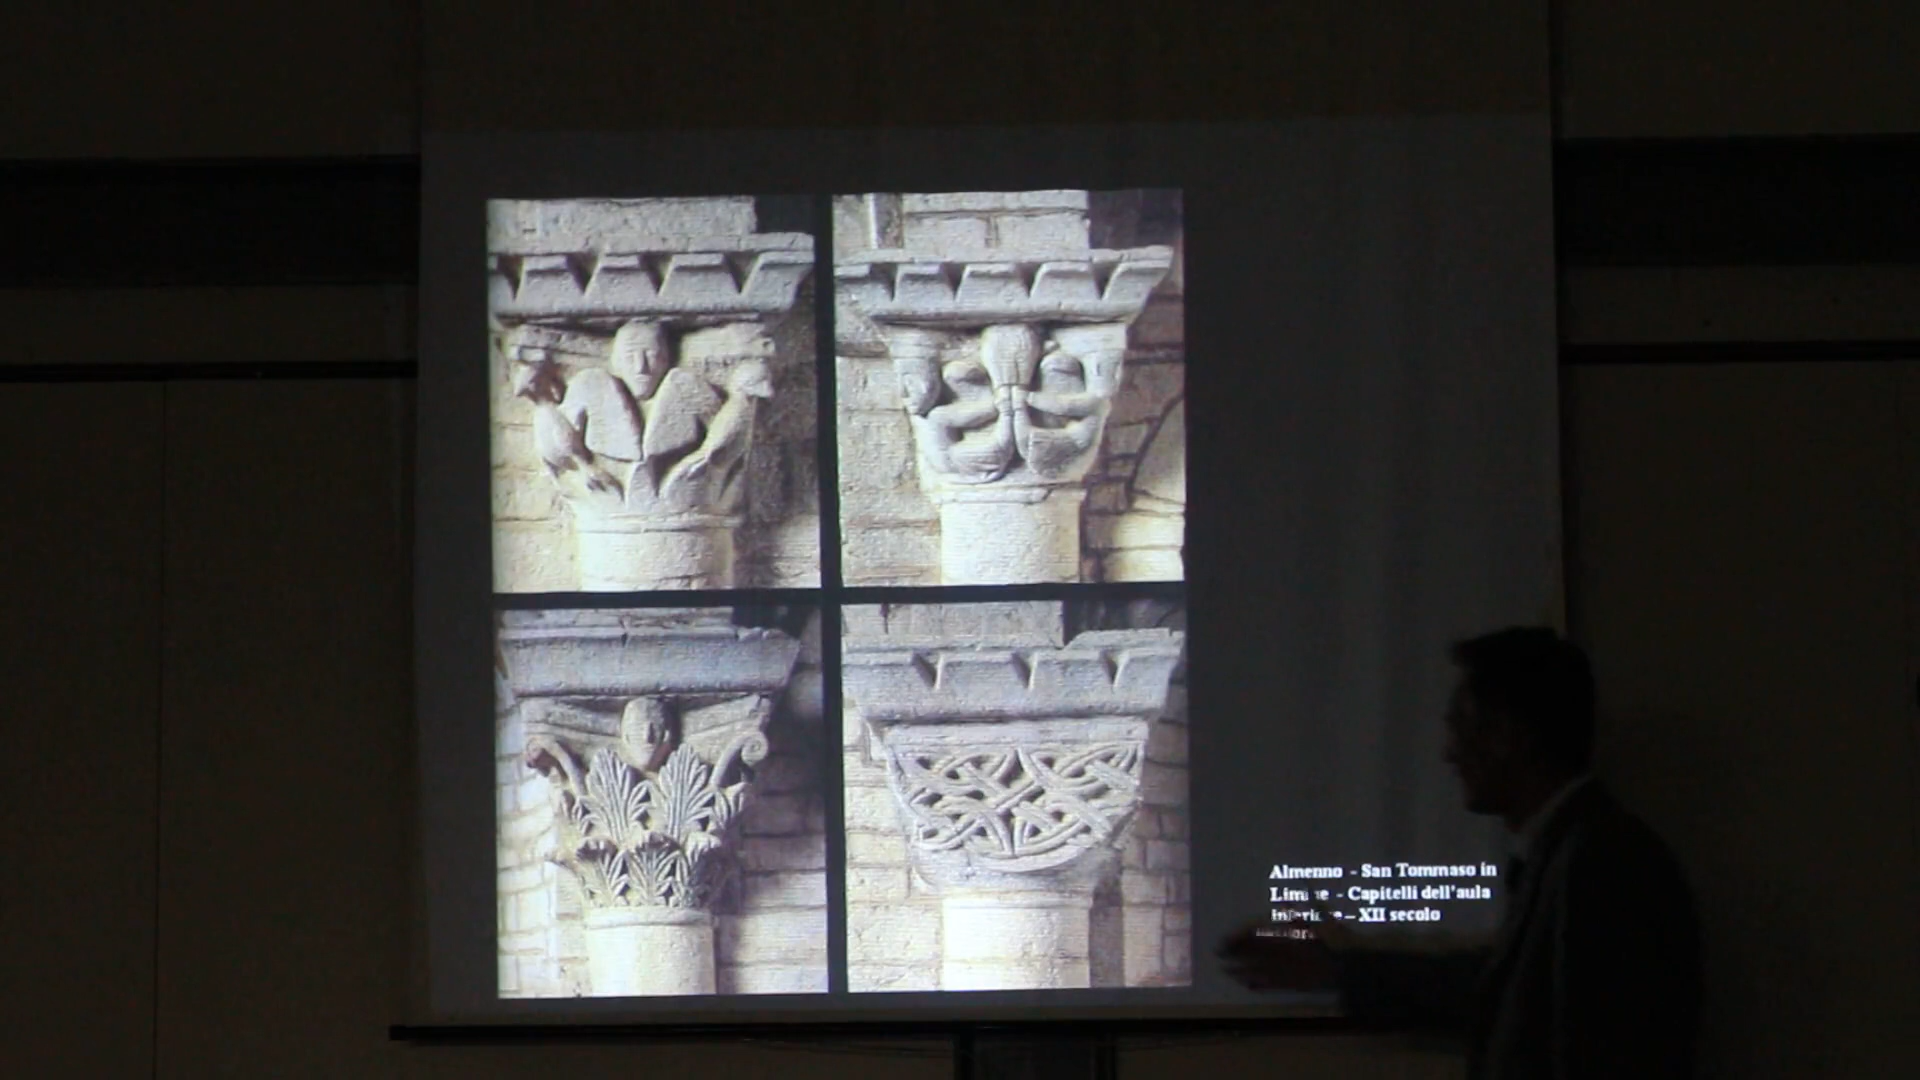 Almenno - San Tommaso in
- Capitelli dell'aula
– XII secolo